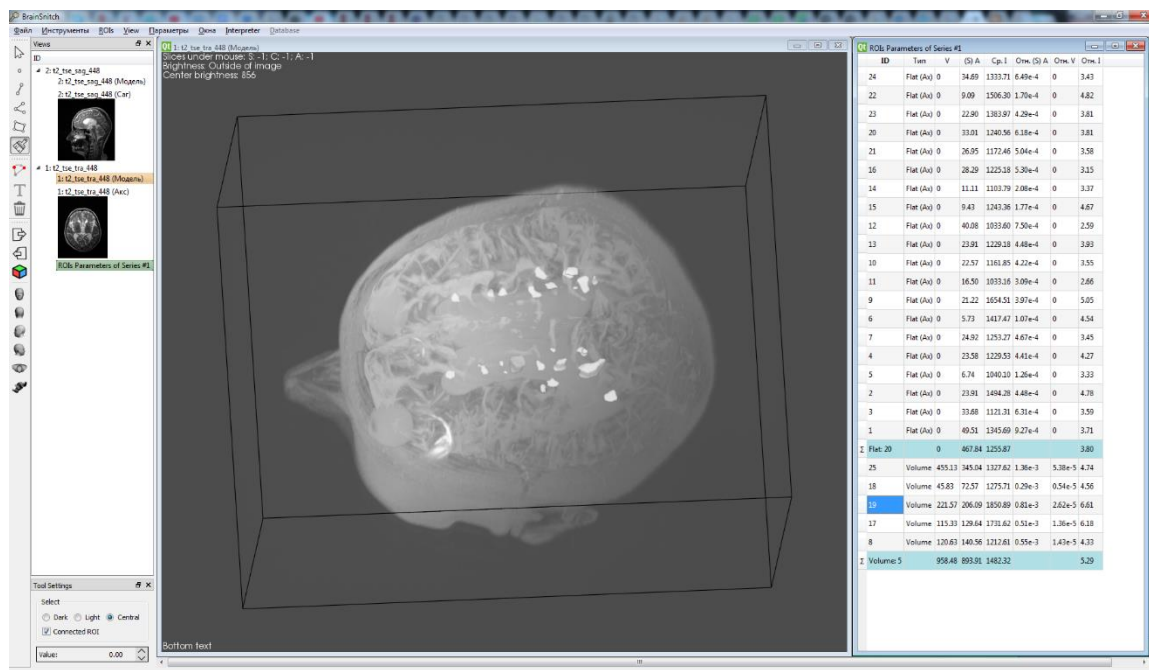 BrainSnitch
Файл Инструменты ROIs View Параметры Окна Interpreter Database
Views
ID
2: t2_tse_sag_448
2: t2_tse_sag_448 (Модель)
2: t2_tse_sag_448 (Саг)
1: t2_tse_tra_448
1: t2_tse_tra_448 (Модель)
1: t2_tse_tra_448 (Акс)
ROIs Parameters of Series #1
Tool Settings
Select
Dark Light Central
Connected ROI
Value: 0.00
1: t2_tse_tra_448 (Модель)
Slices under mouse: S: -1; C: -1; A: -1
Brightness: Outside of image
Center brightness: 856
Bottom text
ROIs Parameters of Series #1
ID Тип V (S) A Ср. I Отн. (S) A Отн. V Отн. I
24 Flat (Ax) 0 34.69 1333.71 6.49e-4 0 3.43
22 Flat (Ax) 0 9.09 1506.30 1.70e-4 0 4.82
23 Flat (Ax) 0 22.90 1383.97 4.29e-4 0 3.81
20 Flat (Ax) 0 33.01 1240.56 6.18e-4 0 3.81
21 Flat (Ax) 0 26.95 1172.46 5.04e-4 0 3.58
16 Flat (Ax) 0 28.29 1225.18 5.30e-4 0 3.15
14 Flat (Ax) 0 11.11 1103.79 2.08e-4 0 3.37
15 Flat (Ax) 0 9.43 1243.36 1.77e-4 0 4.67
12 Flat (Ax) 0 40.08 1033.60 7.50e-4 0 2.59
13 Flat (Ax) 0 23.91 1229.18 4.48e-4 0 3.93
10 Flat (Ax) 0 22.57 1161.85 4.22e-4 0 3.55
11 Flat (Ax) 0 16.50 1033.16 3.09e-4 0 2.66
9 Flat (Ax) 0 21.22 1654.51 3.97e-4 0 5.05
6 Flat (Ax) 0 5.73 1417.47 1.07e-4 0 4.54
7 Flat (Ax) 0 24.92 1253.27 4.67e-4 0 3.45
4 Flat (Ax) 0 23.58 1229.53 4.41e-4 0 4.27
5 Flat (Ax) 0 6.74 1040.10 1.26e-4 0 3.33
2 Flat (Ax) 0 23.91 1494.28 4.48e-4 0 4.78
3 Flat (Ax) 0 33.68 1121.31 6.31e-4 0 3.59
1 Flat (Ax) 0 49.51 1345.69 9.27e-4 0 3.71
Σ Flat: 20 0 467.84 1255.87 3.80
25 Volume 455.13 345.04 1327.62 1.36e-3 5.38e-5 4.74
18 Volume 45.83 72.57 1275.71 0.29e-3 0.54e-5 4.56
19 Volume 221.57 206.09 1850.89 0.81e-3 2.62e-5 6.61
17 Volume 115.33 129.64 1731.62 0.51e-3 1.36e-5 6.18
8 Volume 120.63 140.56 1212.61 0.55e-3 1.43e-5 4.33
Σ Volume: 5 958.48 893.91 1482.32 5.29